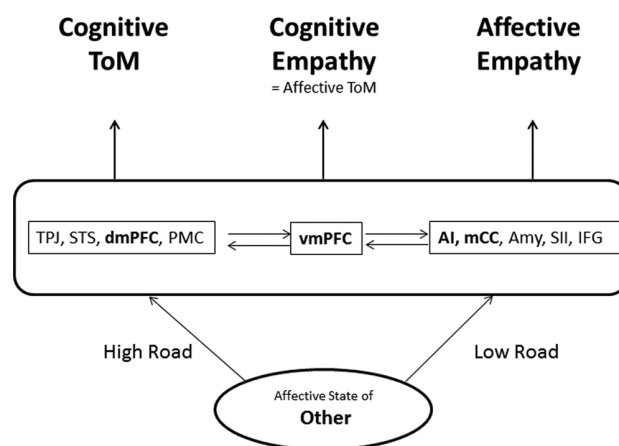 Cognitive
ToM
Cognitive
Empathy
= Affective ToM
Affective
Empathy
TPJ, STS, dmPFC, PMC
vmPFC
AI, mCC, Amy, SII, IFG
High Road
Low Road
Affective State of
Other